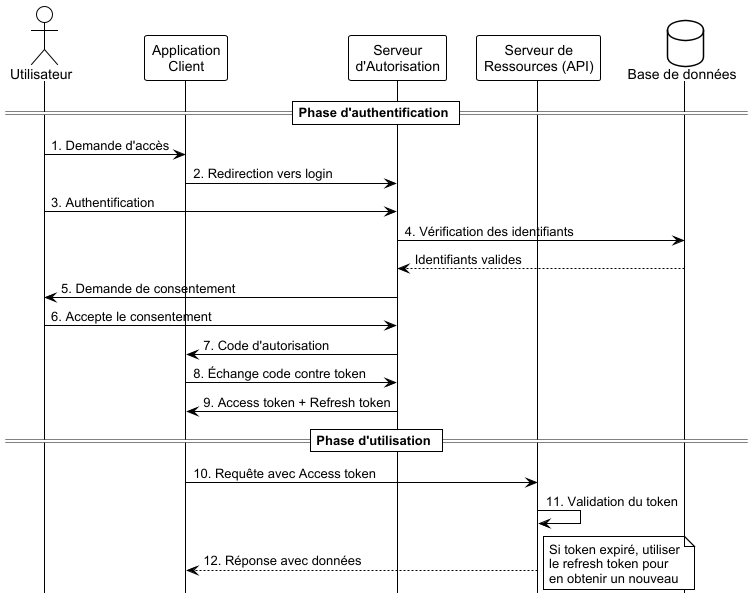 Utilisateur
Application
Client
Serveur
d'Autorisation
Serveur de
Ressources (API)
Base de données
Phase d'authentification
1. Demande d'accès
2. Redirection vers login
3. Authentification
4. Vérification des identifiants
Identifiants valides
5. Demande de consentement
6. Accepte le consentement
7. Code d'autorisation
8. Échange code contre token
9. Access token + Refresh token
Phase d'utilisation
10. Requête avec Access token
11. Validation du token
12. Réponse avec données
Si token expiré, utiliser
le refresh token pour
en obtenir un nouveau